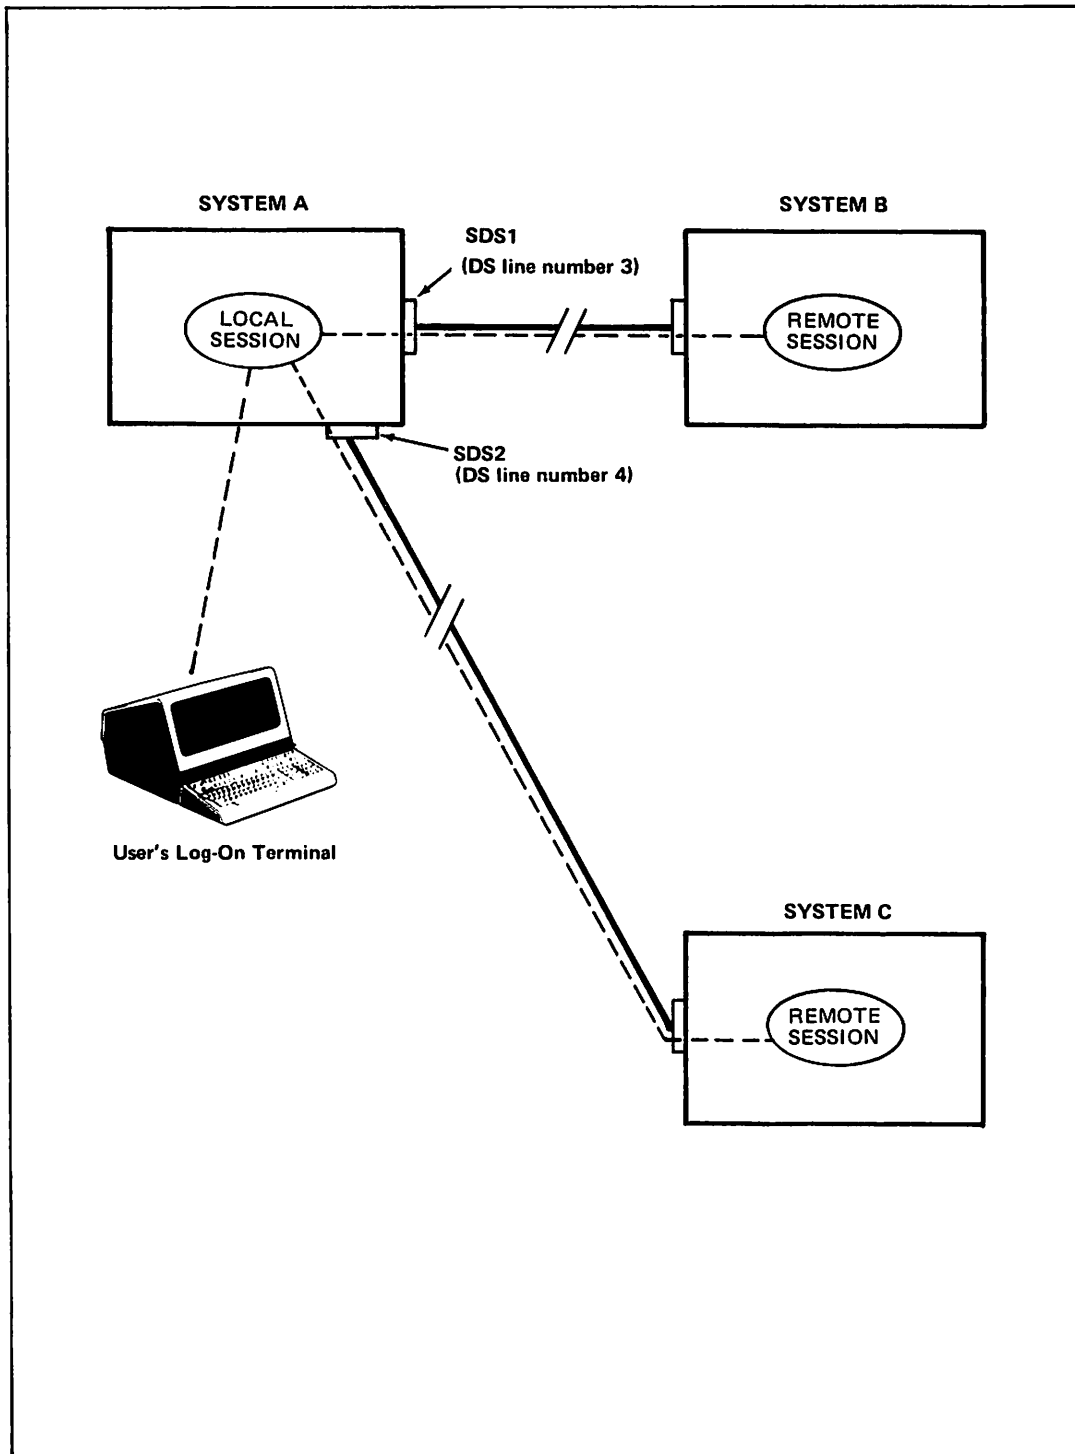 SYSTEM A
SYSTEM B
SDS1
(DS line number 3)
LOCAL
SESSION
REMOTE
SESSION
SDS2
(DS line number 4)
User's Log-On Terminal
SYSTEM C
REMOTE
SESSION